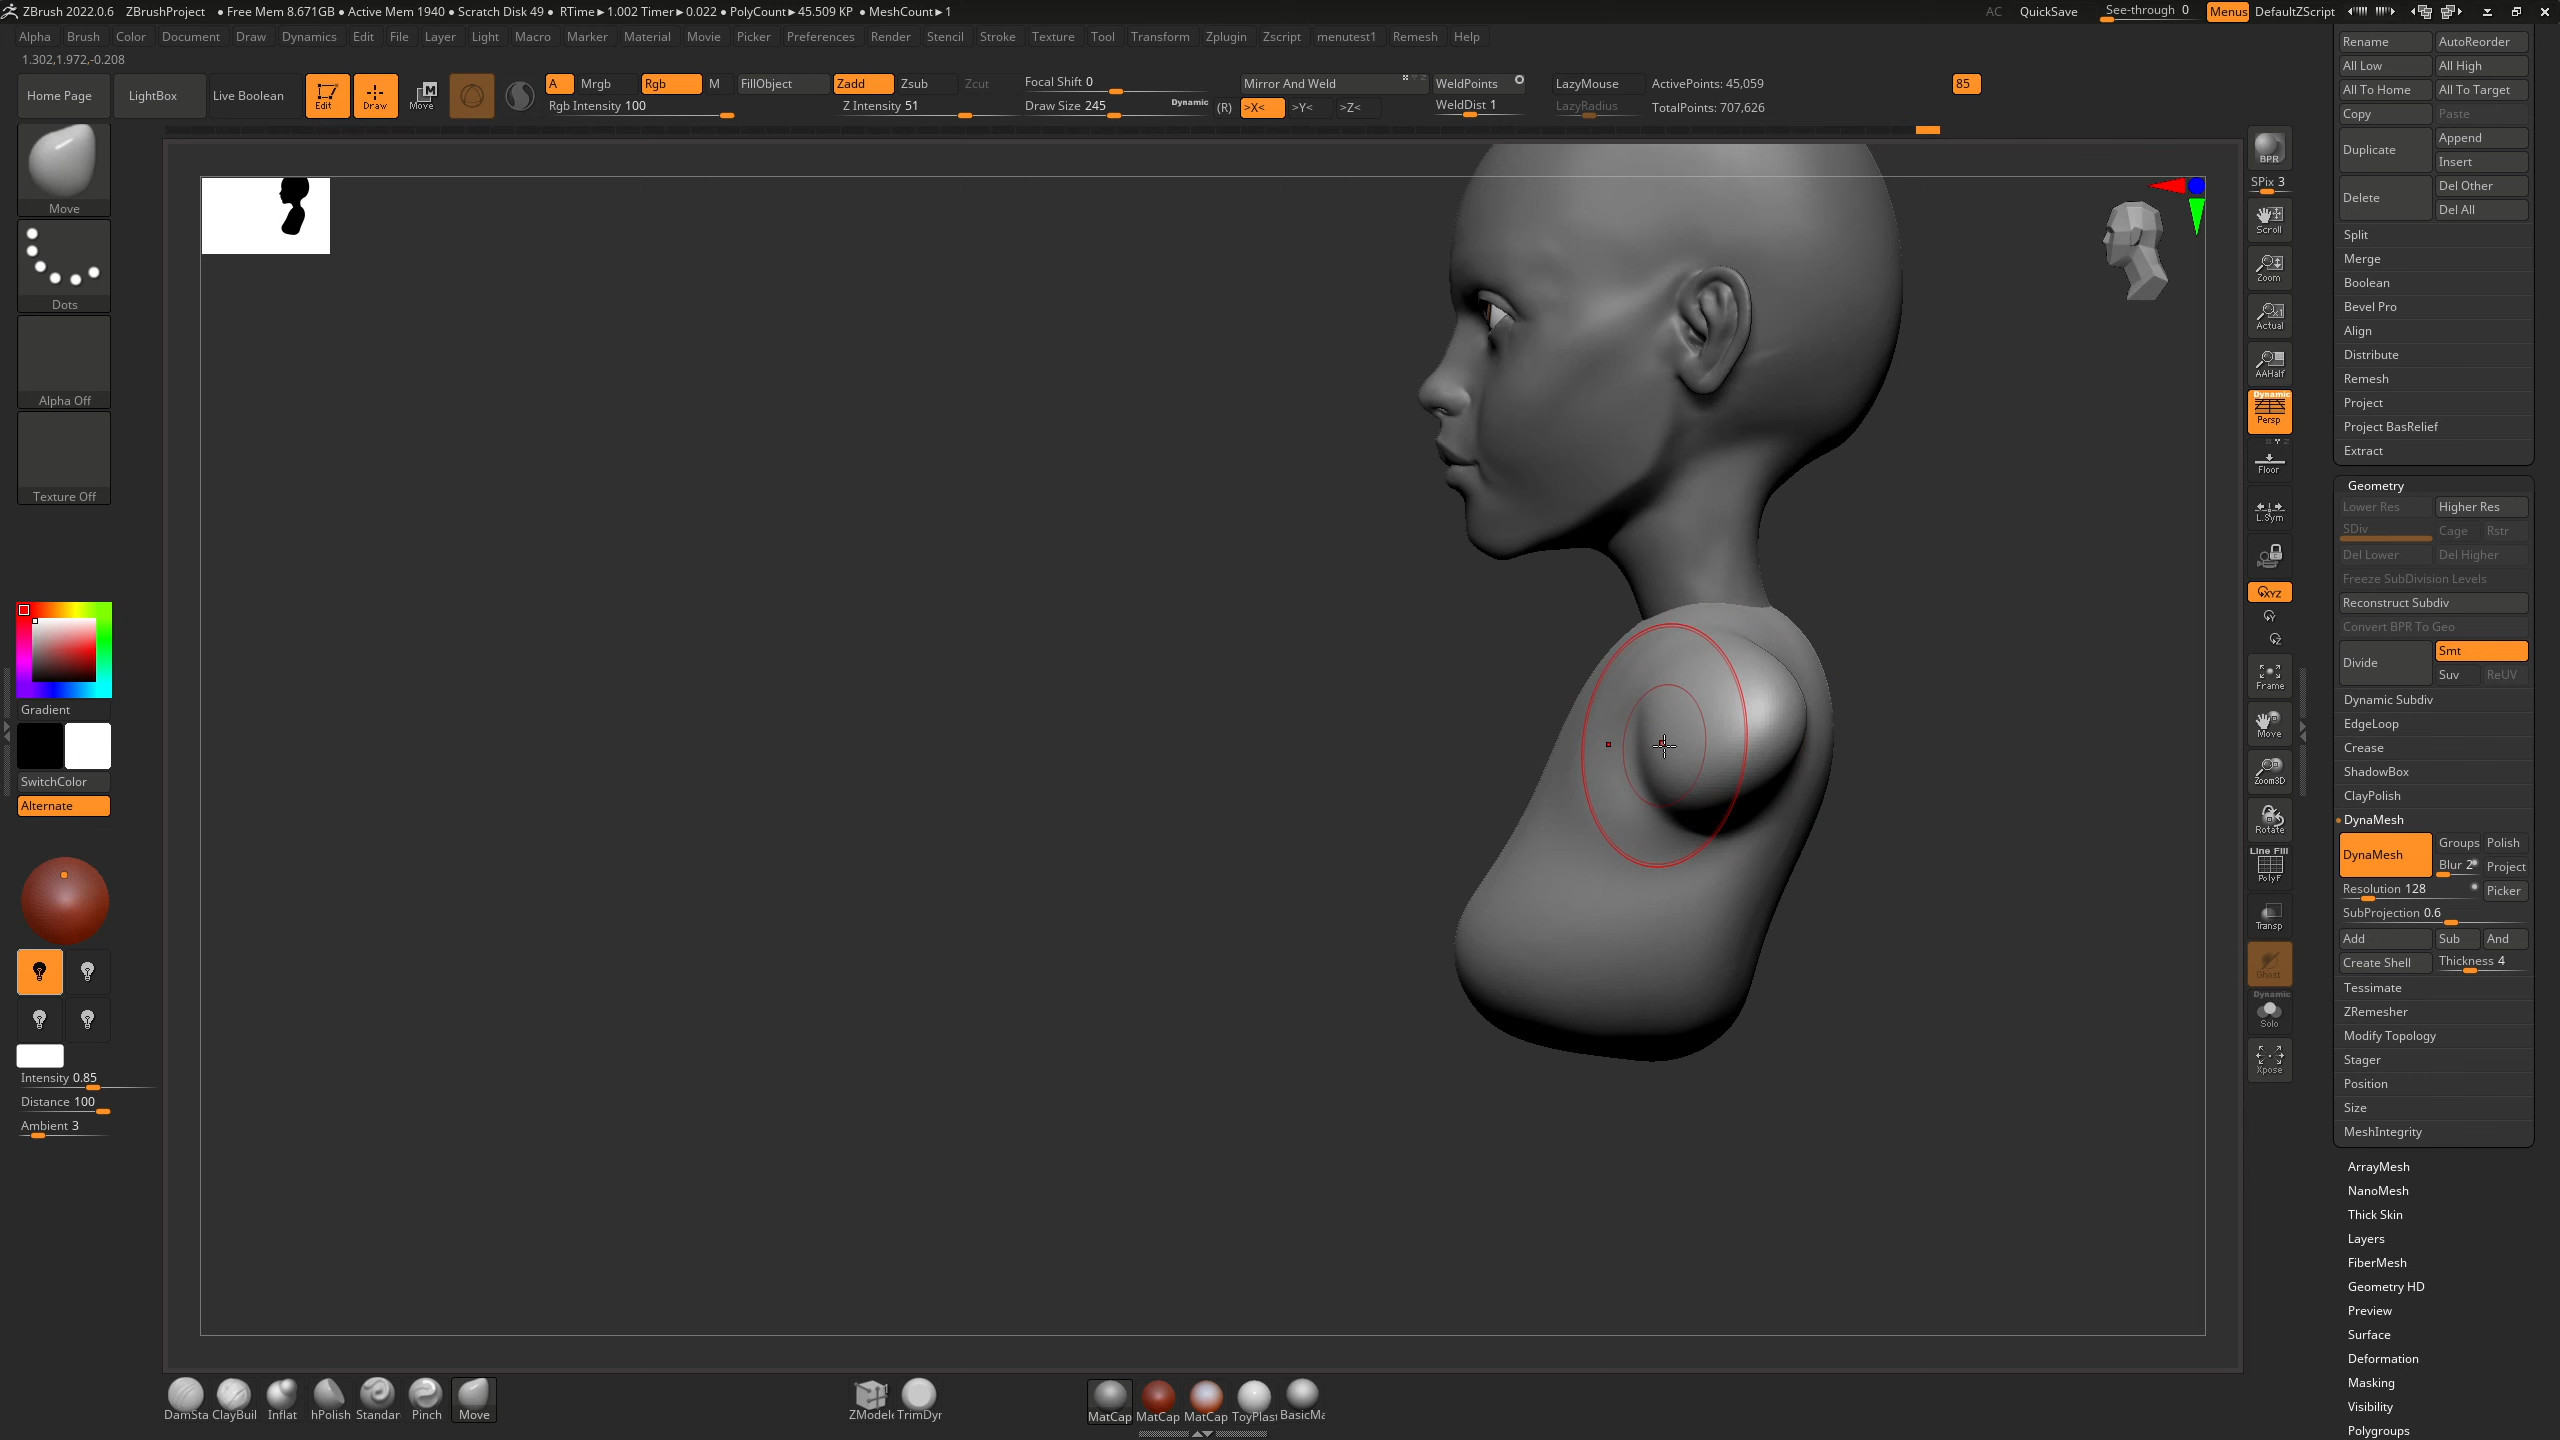 ZBrush 2022.0.6 ZBrushProject ● Free Mem 8.671GB ● Active Mem 1940 ● Scratch Disk 49 ● RTime►1.002 Timer►0.022 ● PolyCount►45.509 KP ● MeshCount►1 AC QuickSave See-through 0 Menus DefaultZScript
Alpha Brush Color Document Draw Dynamics Edit File Layer Light Macro Marker Material Movie Picker Preferences Render Stencil Stroke Texture Tool Transform Zplugin Zscript menutest1 Remesh Help
1.302,1.972,-0.208
Home Page LightBox Live Boolean Edit Draw Move
A Mrgb Rgb M FillObject Zadd Zsub Zcut Focal Shift 0 Mirror And Weld WeldPoints LazyMouse ActivePoints: 45,059 85
Rgb Intensity 100 Z Intensity 51 Draw Size 245 Dynamic (R) >X< >Y< >Z< WeldDist 1 LazyRadius TotalPoints: 707,626
Move
Dots
Alpha Off
Texture Off
Gradient
SwitchColor
Alternate
Intensity 0.85
Distance 100
Ambient 3
BPR
SPix 3
Scroll
Zoom
Actual
AAHalf
Dynamic
Persp
Floor
L.Sym
XYZ
Y
Z
Frame
Move
Zoom3D
Rotate
Line Fill
PolyF
Transp
Ghost
Dynamic
Solo
Xpose
Rename AutoReorder
All Low All High
All To Home All To Target
Copy Paste
Duplicate Append
Insert
Delete Del Other
Del All
Split
Merge
Boolean
Bevel Pro
Align
Distribute
Remesh
Project
Project BasRelief
Extract
Geometry
Lower Res Higher Res
SDiv Cage Rstr
Del Lower Del Higher
Freeze SubDivision Levels
Reconstruct Subdiv
Convert BPR To Geo
Divide Smt
Suv ReUV
Dynamic Subdiv
EdgeLoop
Crease
ShadowBox
ClayPolish
DynaMesh
DynaMesh Groups Polish
Blur 2 Project
Resolution 128 Picker
SubProjection 0.6
Add Sub And
Create Shell Thickness 4
Tessimate
ZRemesher
Modify Topology
Stager
Position
Size
MeshIntegrity
ArrayMesh
NanoMesh
Thick Skin
Layers
FiberMesh
Geometry HD
Preview
Surface
Deformation
Masking
Visibility
Polygroups
DamSta ClayBuil Inflat hPolish Standar Pinch Move ZModele TrimDyn MatCap MatCap MatCap ToyPlas BasicMa